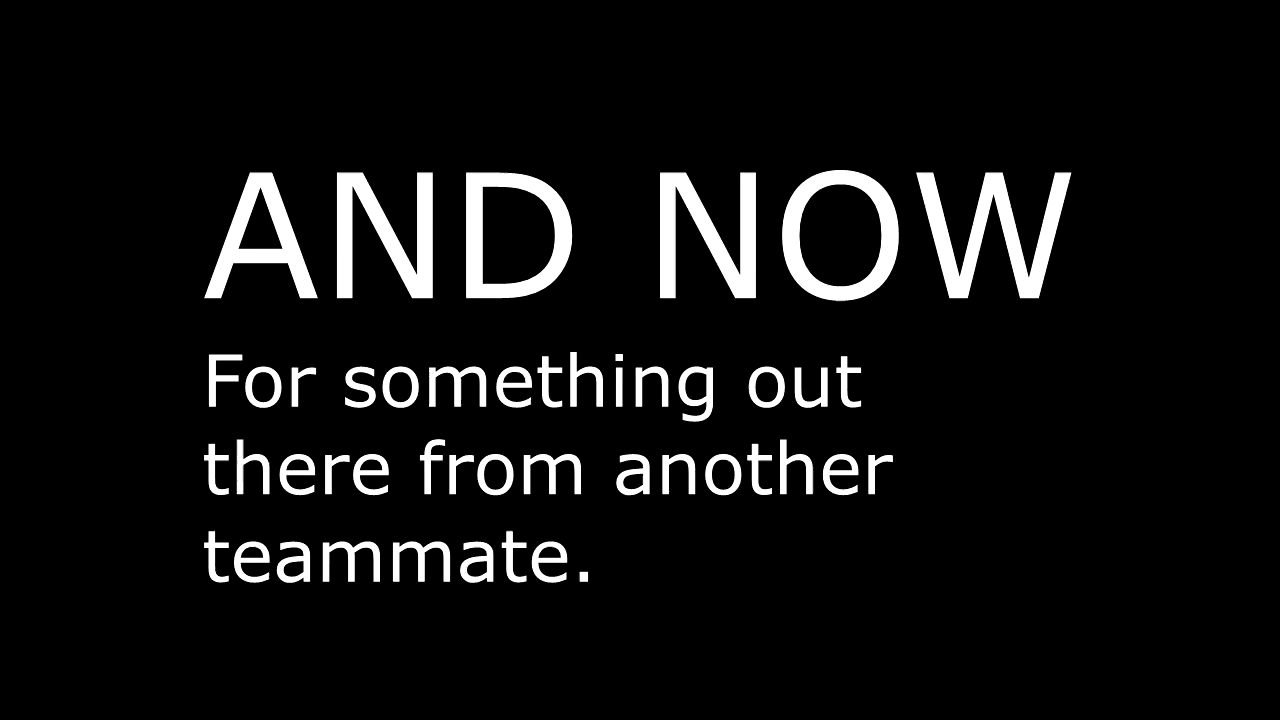 AND NOW
For something out
there from another
teammate.